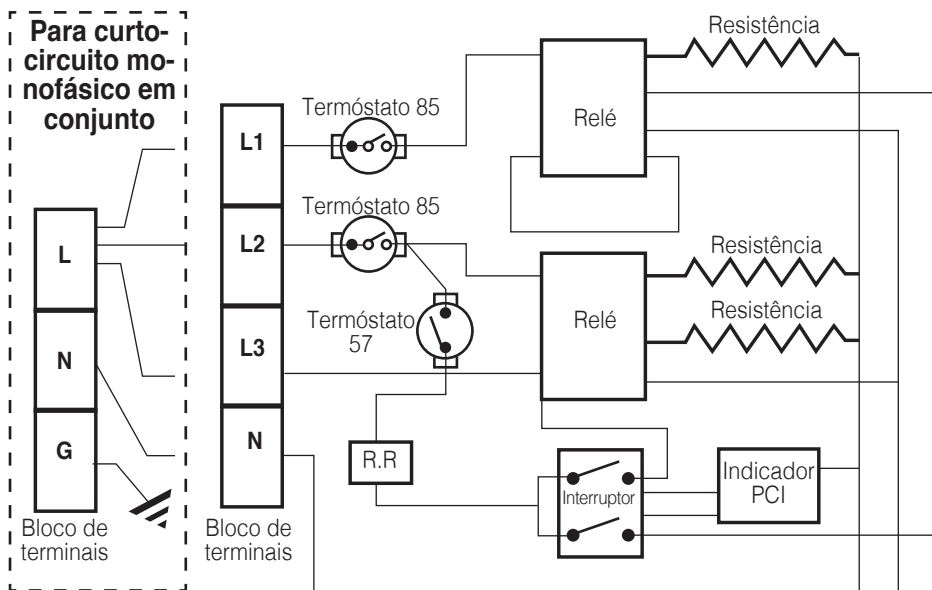 Para curto-
circuito mo-
nofásico em
conjunto
L
N
G
Bloco de
terminais
L1
L2
L3
N
Bloco de
terminais
Termóstato 85
Termóstato 85
Termóstato
57
R.R
Relé
Relé
Resistência
Resistência
Resistência
Interruptor
Indicador
PCI